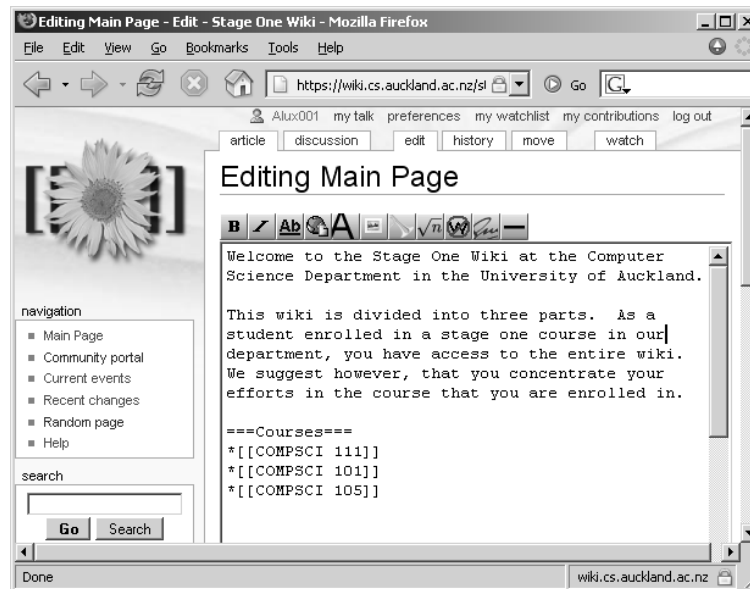 Editing Main Page - Edit - Stage One Wiki - Mozilla Firefox
File Edit View Go Bookmarks Tools Help
https://wiki.cs.auckland.ac.nz/sl Go G
Alux001 my talk preferences my watchlist my contributions log out
article discussion edit history move watch
Editing Main Page
B I Ab A √n W
Welcome to the Stage One Wiki at the Computer
Science Department in the University of Auckland.
This wiki is divided into three parts. As a
student enrolled in a stage one course in our
department, you have access to the entire wiki.
We suggest however, that you concentrate your
efforts in the course that you are enrolled in.
===Courses===
*[[COMPSCI 111]]
*[[COMPSCI 101]]
*[[COMPSCI 105]]
navigation
Main Page
Community portal
Current events
Recent changes
Random page
Help
search
Go Search
Done wiki.cs.auckland.ac.nz